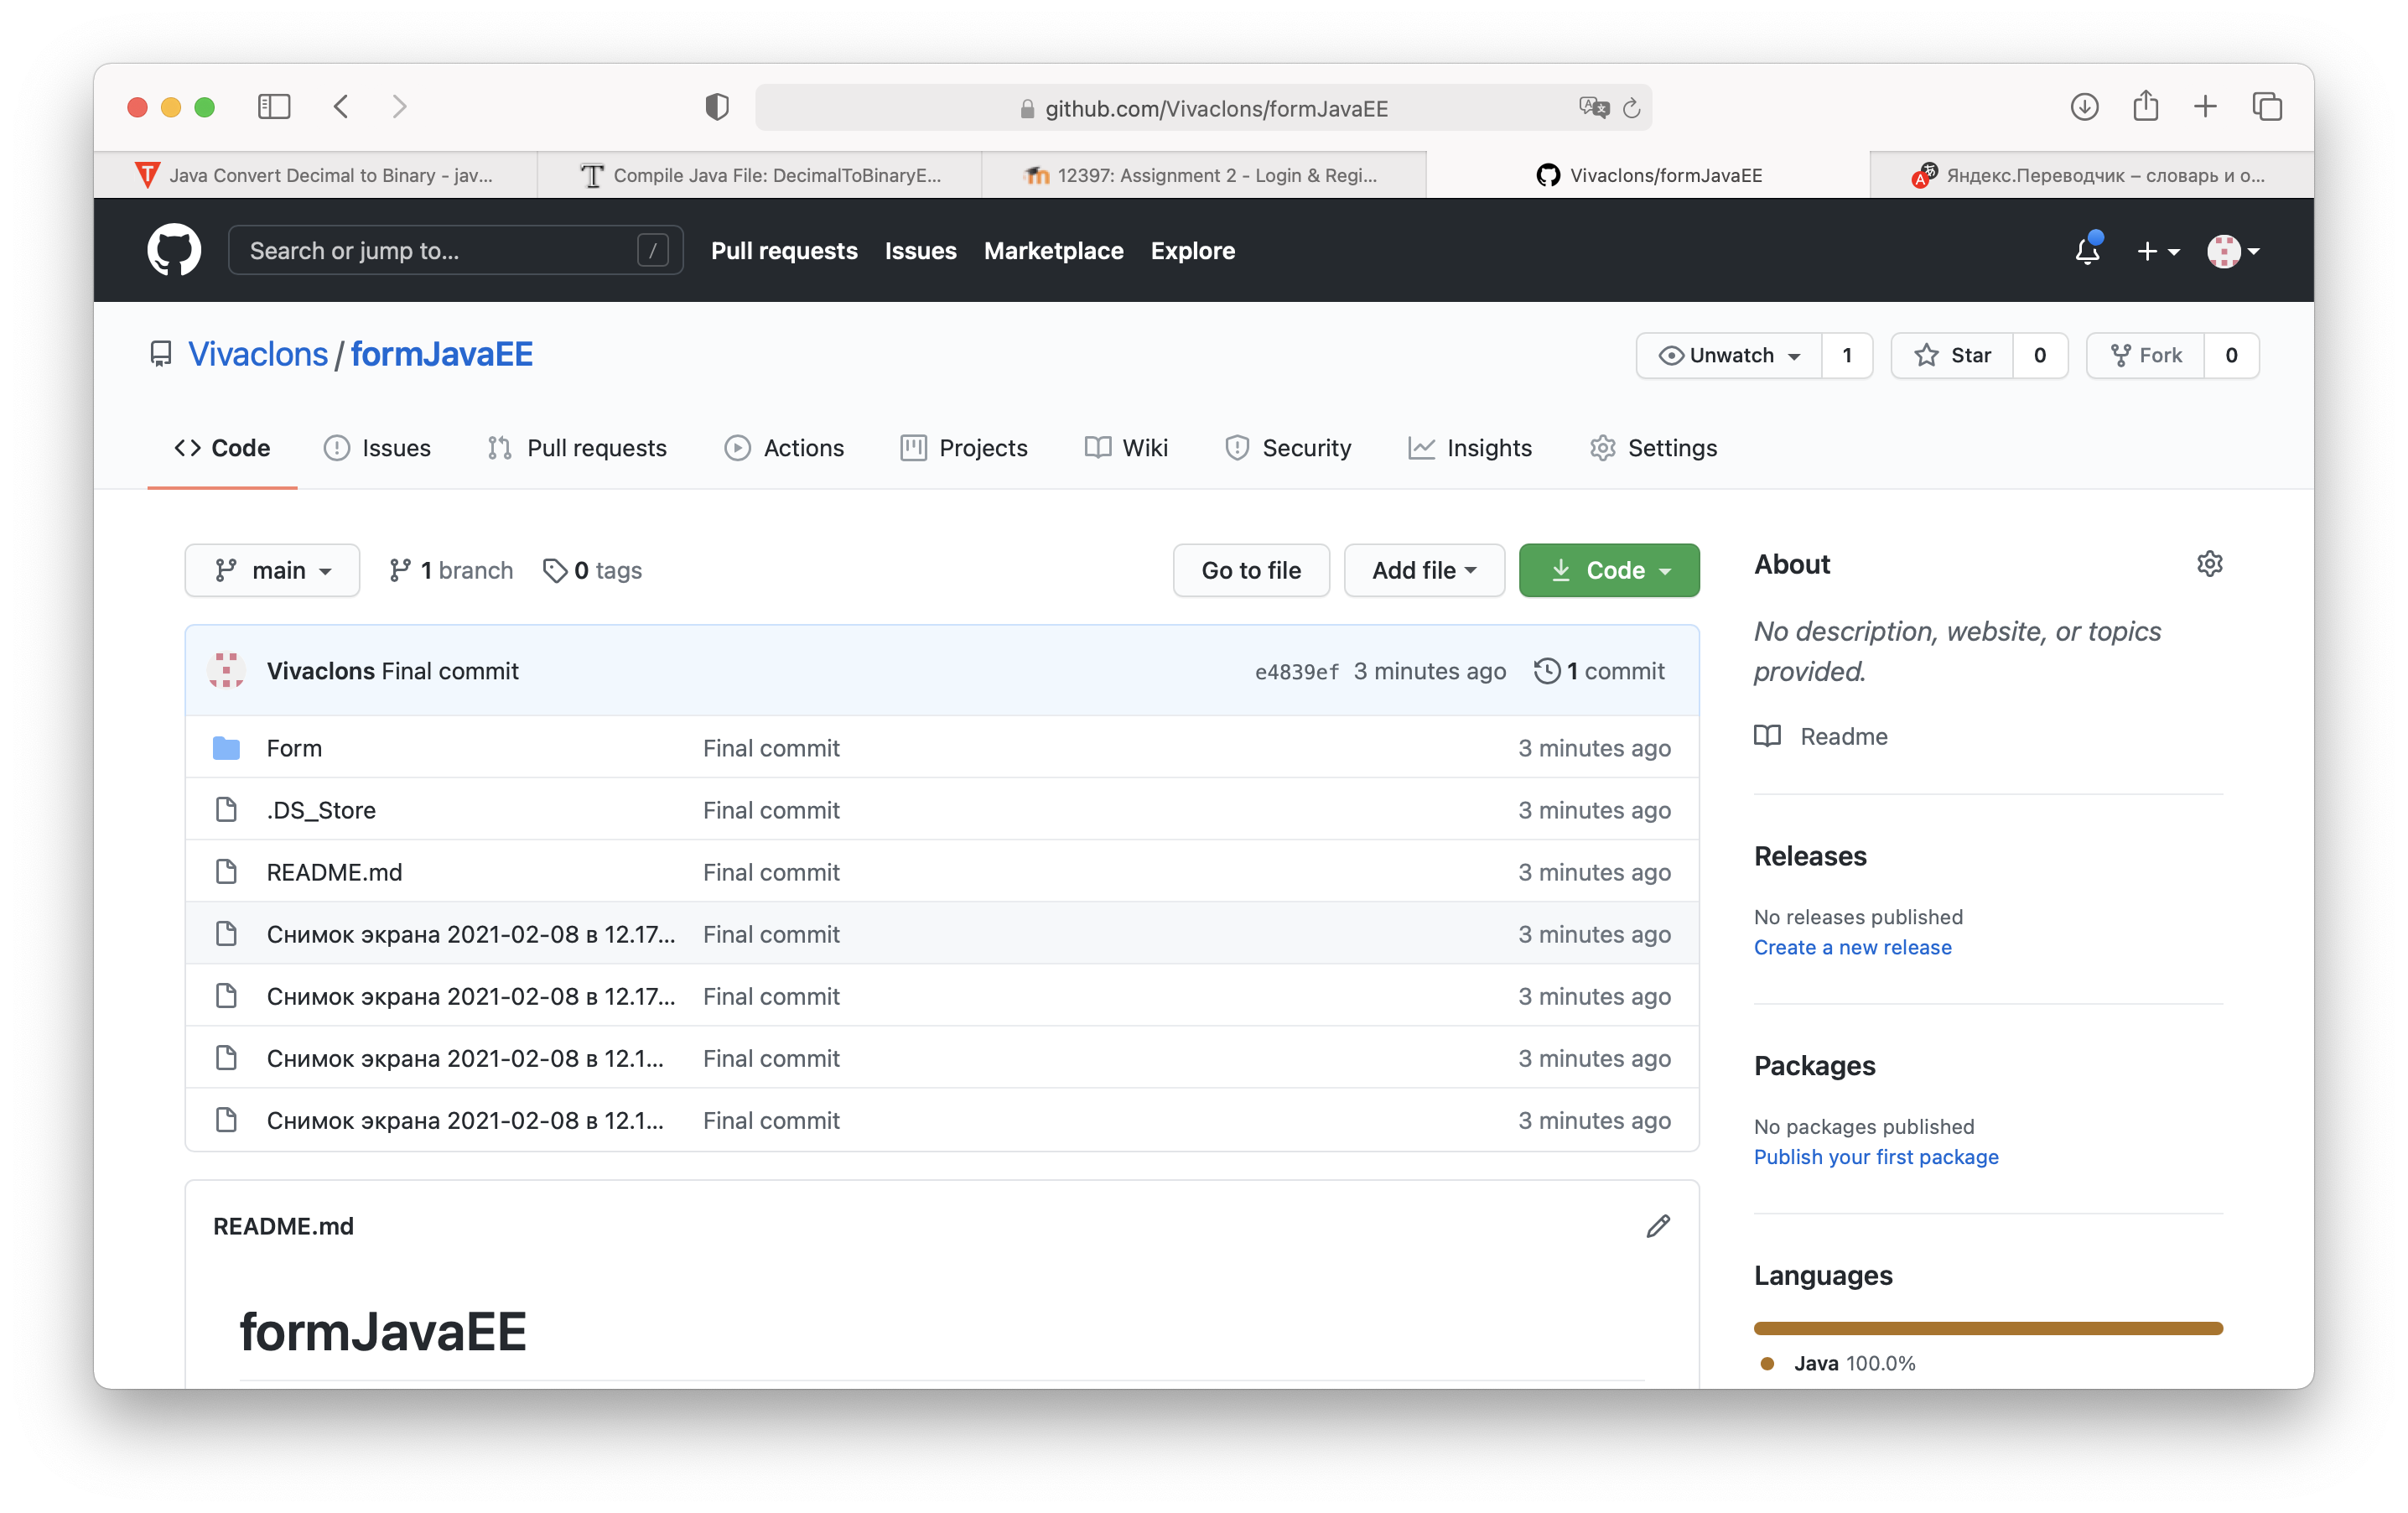 github.com/Vivaclons/formJavaEE
Java Convert Decimal to Binary - jav...
Compile Java File: DecimalToBinaryE...
12397: Assignment 2 - Login & Regi...
Vivaclons/formJavaEE
Яндекс.Переводчик – словарь и о...
Search or jump to... /
Pull requests Issues Marketplace Explore
Vivaclons / formJavaEE
Unwatch 1 Star 0 Fork 0
Code Issues Pull requests Actions Projects Wiki Security Insights Settings
main 1 branch 0 tags
Go to file Add file Code
Vivaclons Final commit e4839ef 3 minutes ago 1 commit
Form Final commit 3 minutes ago
.DS_Store Final commit 3 minutes ago
README.md Final commit 3 minutes ago
Снимок экрана 2021-02-08 в 12.17... Final commit 3 minutes ago
Снимок экрана 2021-02-08 в 12.17... Final commit 3 minutes ago
Снимок экрана 2021-02-08 в 12.1... Final commit 3 minutes ago
Снимок экрана 2021-02-08 в 12.1... Final commit 3 minutes ago
README.md
formJavaEE
About
No description, website, or topics
provided.
Readme
Releases
No releases published
Create a new release
Packages
No packages published
Publish your first package
Languages
Java 100.0%